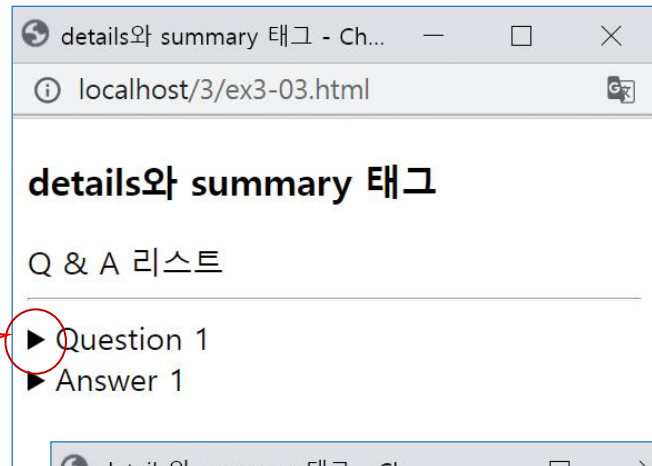 details와 summary 태그 - Ch...
localhost/3/ex3-03.html
details와 summary 태그
Q & A 리스트
Question 1
Answer 1